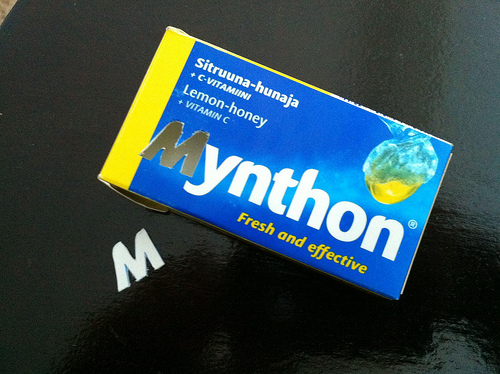 Sitruuna-hunaja
+ C-VITAMIINI
Lemon-honey
+ VITAMIN C
Mynthon®
Fresh and effective
M